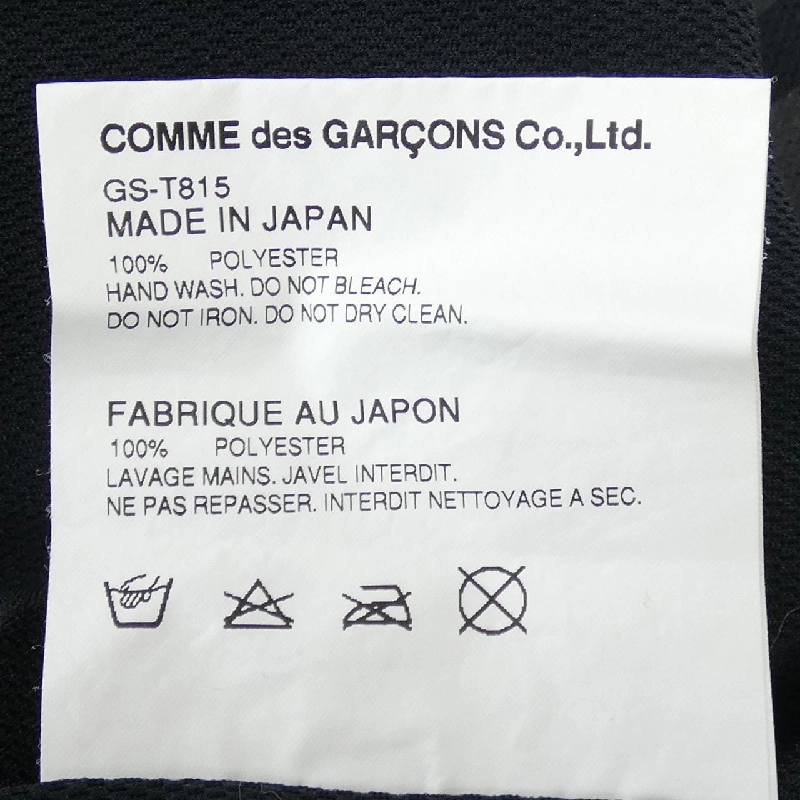 COMME des GARÇONS Co.,Ltd.
GS-T815
MADE IN JAPAN
100% POLYESTER
HAND WASH. DO NOT BLEACH.
DO NOT IRON. DO NOT DRY CLEAN.
FABRIQUE AU JAPON
100% POLYESTER
LAVAGE MAINS. JAVEL INTERDIT.
NE PAS REPASSER. INTERDIT NETTOYAGE A SEC.